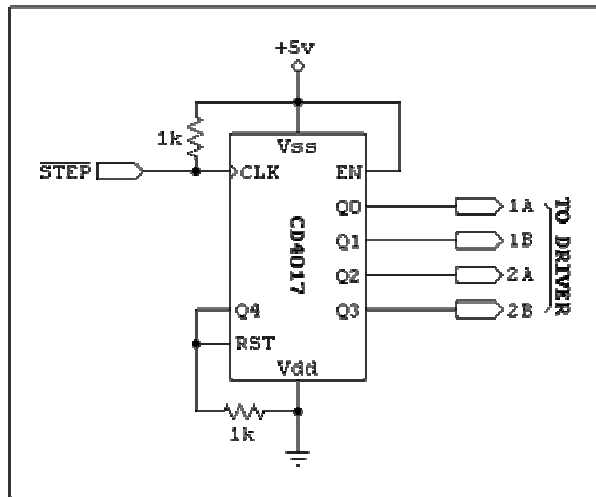 +5v
1k
Vss
STEP
CLK
EN
Q0
1A
Q1
1B
CD4017
Q2
2A
Q4
Q3
2B
TO DRIVER
RST
Vdd
1k